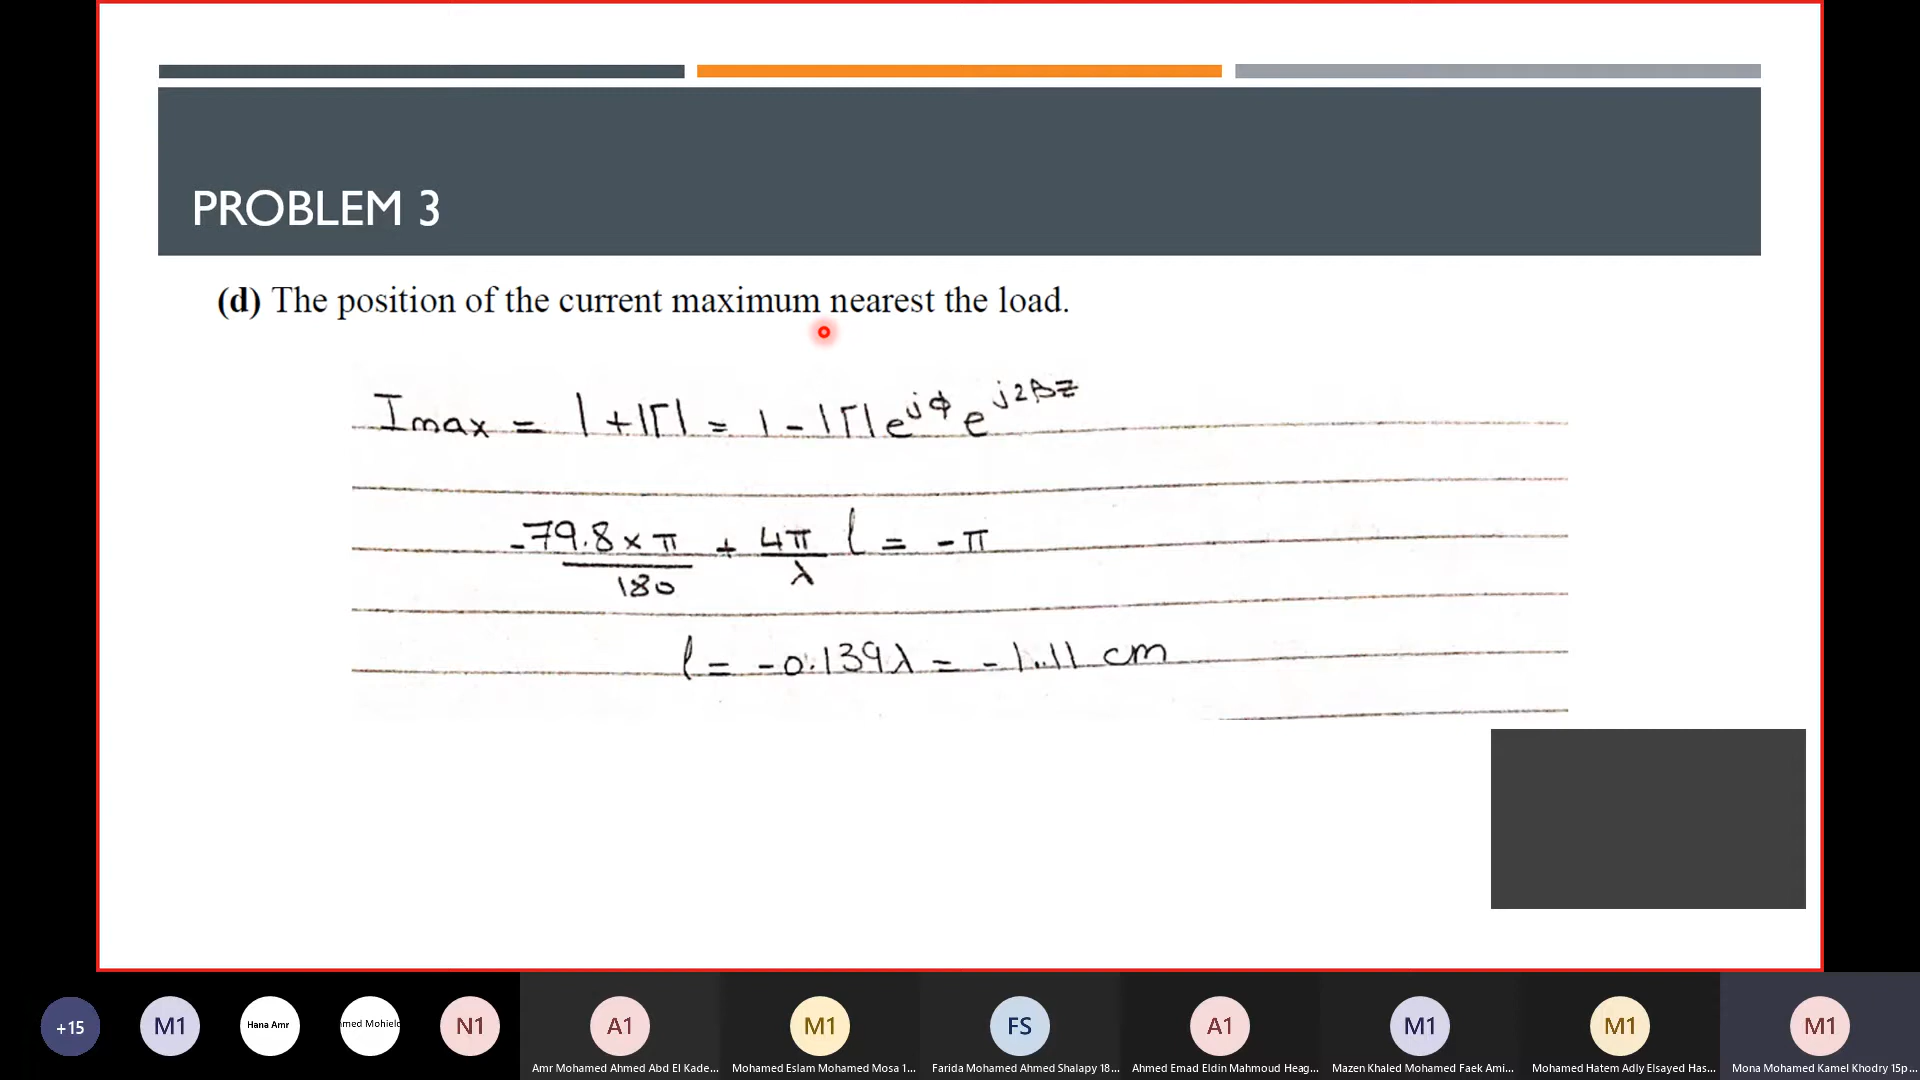 PROBLEM 3
(d) The position of the current maximum nearest the load.
Imax = 1+|Γ| = 1-|Γ|e^jφ e^j2βz
-79.8×π/180 + 4π/λ l = -π
l = -0.139λ = -1.11 cm
+15
M1
Hana Amr
med Mohield
N1
A1
M1
FS
A1
M1
M1
M1
Amr Mohamed Ahmed Abd El Kade...
Mohamed Eslam Mohamed Mosa 1...
Farida Mohamed Ahmed Shalapy 18...
Ahmed Emad Eldin Mahmoud Heag...
Mazen Khaled Mohamed Faek Ami...
Mohamed Hatem Adly Elsayed Has...
Mona Mohamed Kamel Khodry 15p...